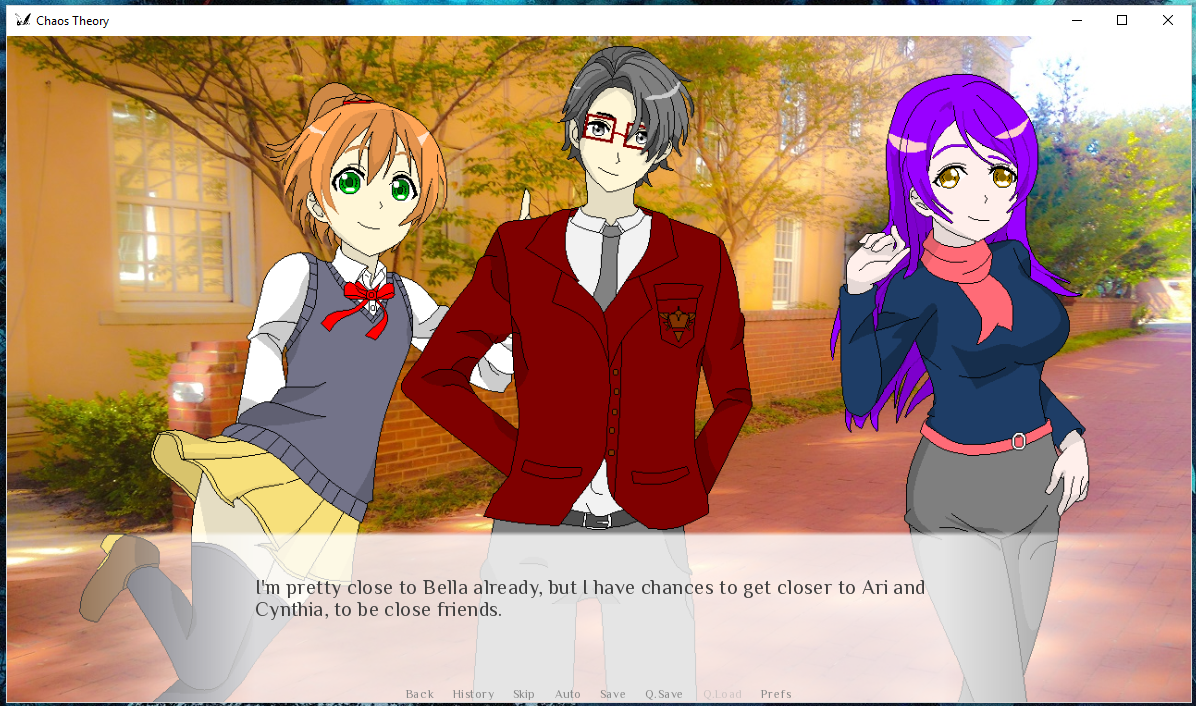 Chaos Theory
I'm pretty close to Bella already, but I have chances to get closer to Ari and
Cynthia, to be close friends.
Back History Skip Auto Save Q.Save Q.Load Prefs